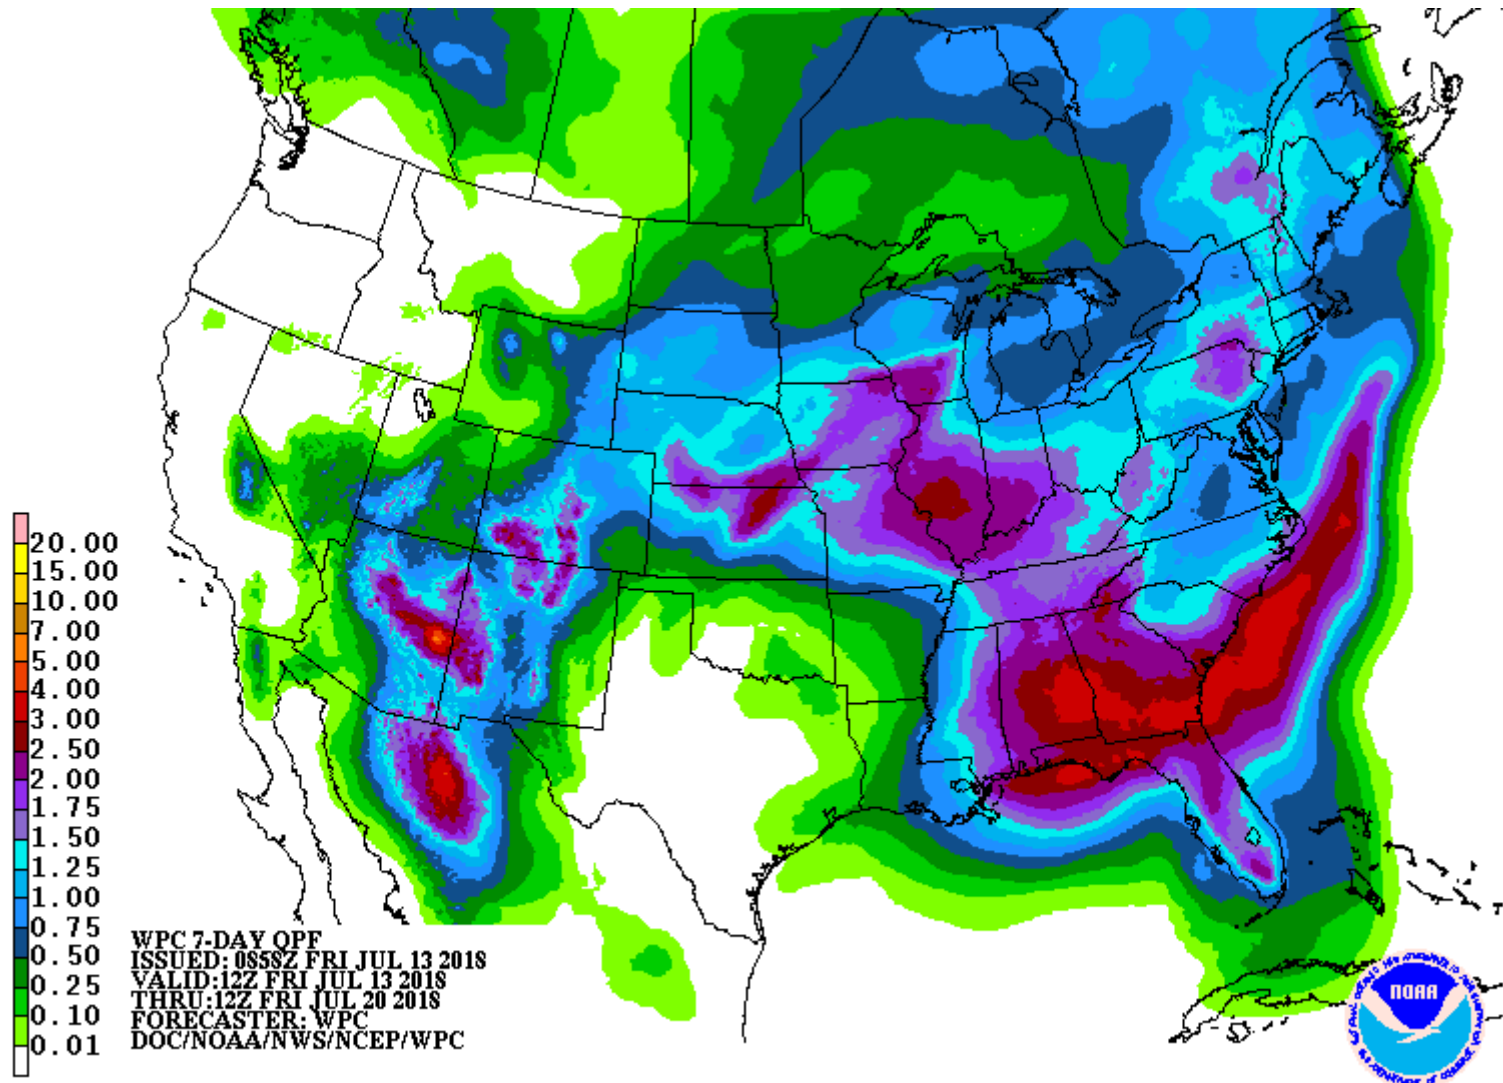 20.00
15.00
10.00
7.00
5.00
4.00
3.00
2.50
2.00
1.75
1.50
1.25
1.00
0.75
0.50
0.25
0.10
0.01
WPC 7-DAY QPF
ISSUED: 0858Z FRI JUL 13 2018
VALID:12Z FRI JUL 13 2018
THRU:12Z FRI JUL 20 2018
FORECASTER: WPC
DOC/NOAA/NWS/NCEP/WPC
NOAA